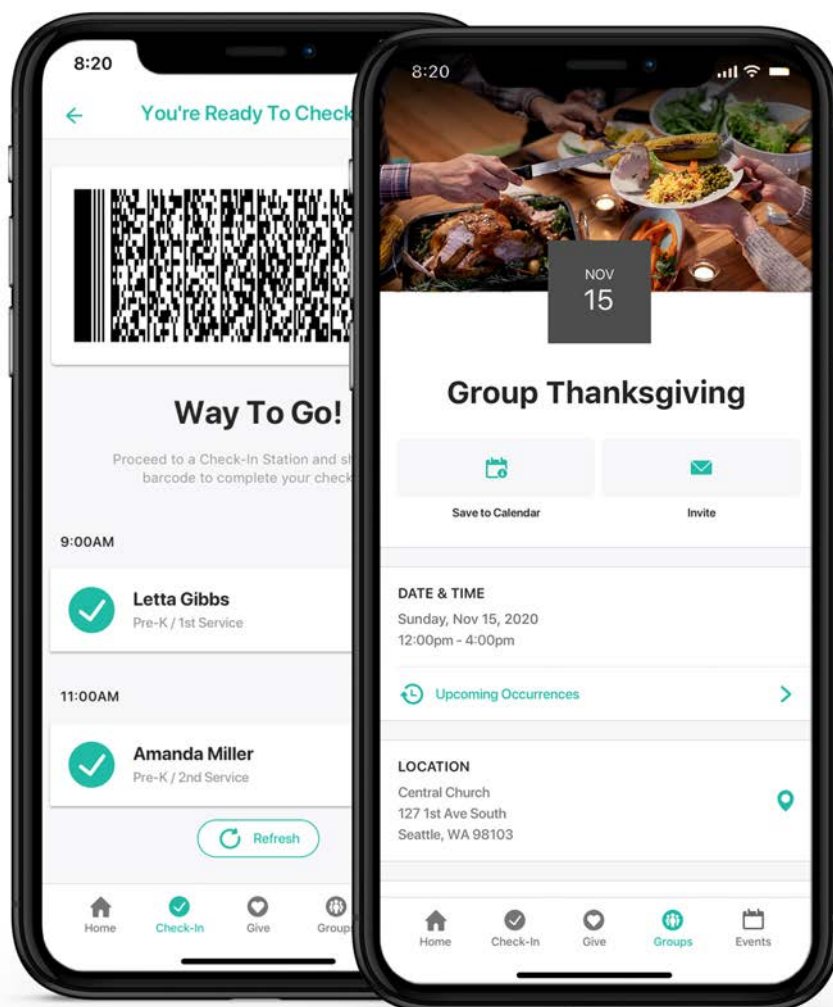 8:20
You're Ready To Check
Way To Go!
Proceed to a Check-In Station and
barcode to complete your check
9:00AM
Letta Gibbs
Pre-K / 1st Service
11:00AM
Amanda Miller
Pre-K / 2nd Service
Refresh
Home
Check-In
Give
Group
8:20
NOV
15
Group Thanksgiving
Save to Calendar
Invite
DATE & TIME
Sunday, Nov 15, 2020
12:00pm - 4:00pm
Upcoming Occurrences
LOCATION
Central Church
127 1st Ave South
Seattle, WA 98103
Home
Check-In
Give
Groups
Events